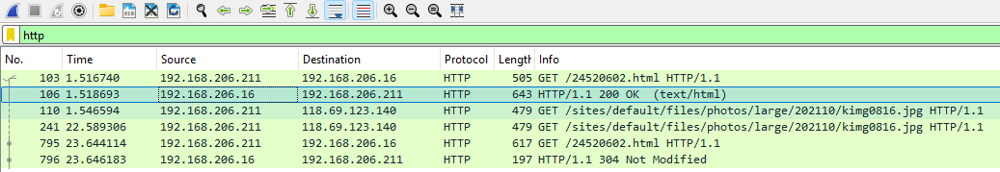 http
No. Time Source Destination Protocol Length Info
103 1.516740 192.168.206.211 192.168.206.16 HTTP 505 GET /24520602.html HTTP/1.1
106 1.518693 192.168.206.16 192.168.206.211 HTTP 643 HTTP/1.1 200 OK (text/html)
110 1.546594 192.168.206.211 118.69.123.140 HTTP 479 GET /sites/default/files/photos/large/202110/kimg0816.jpg HTTP/1.1
241 22.589306 192.168.206.211 118.69.123.140 HTTP 479 GET /sites/default/files/photos/large/202110/kimg0816.jpg HTTP/1.1
795 23.644114 192.168.206.211 192.168.206.16 HTTP 617 GET /24520602.html HTTP/1.1
796 23.646183 192.168.206.16 192.168.206.211 HTTP 197 HTTP/1.1 304 Not Modified